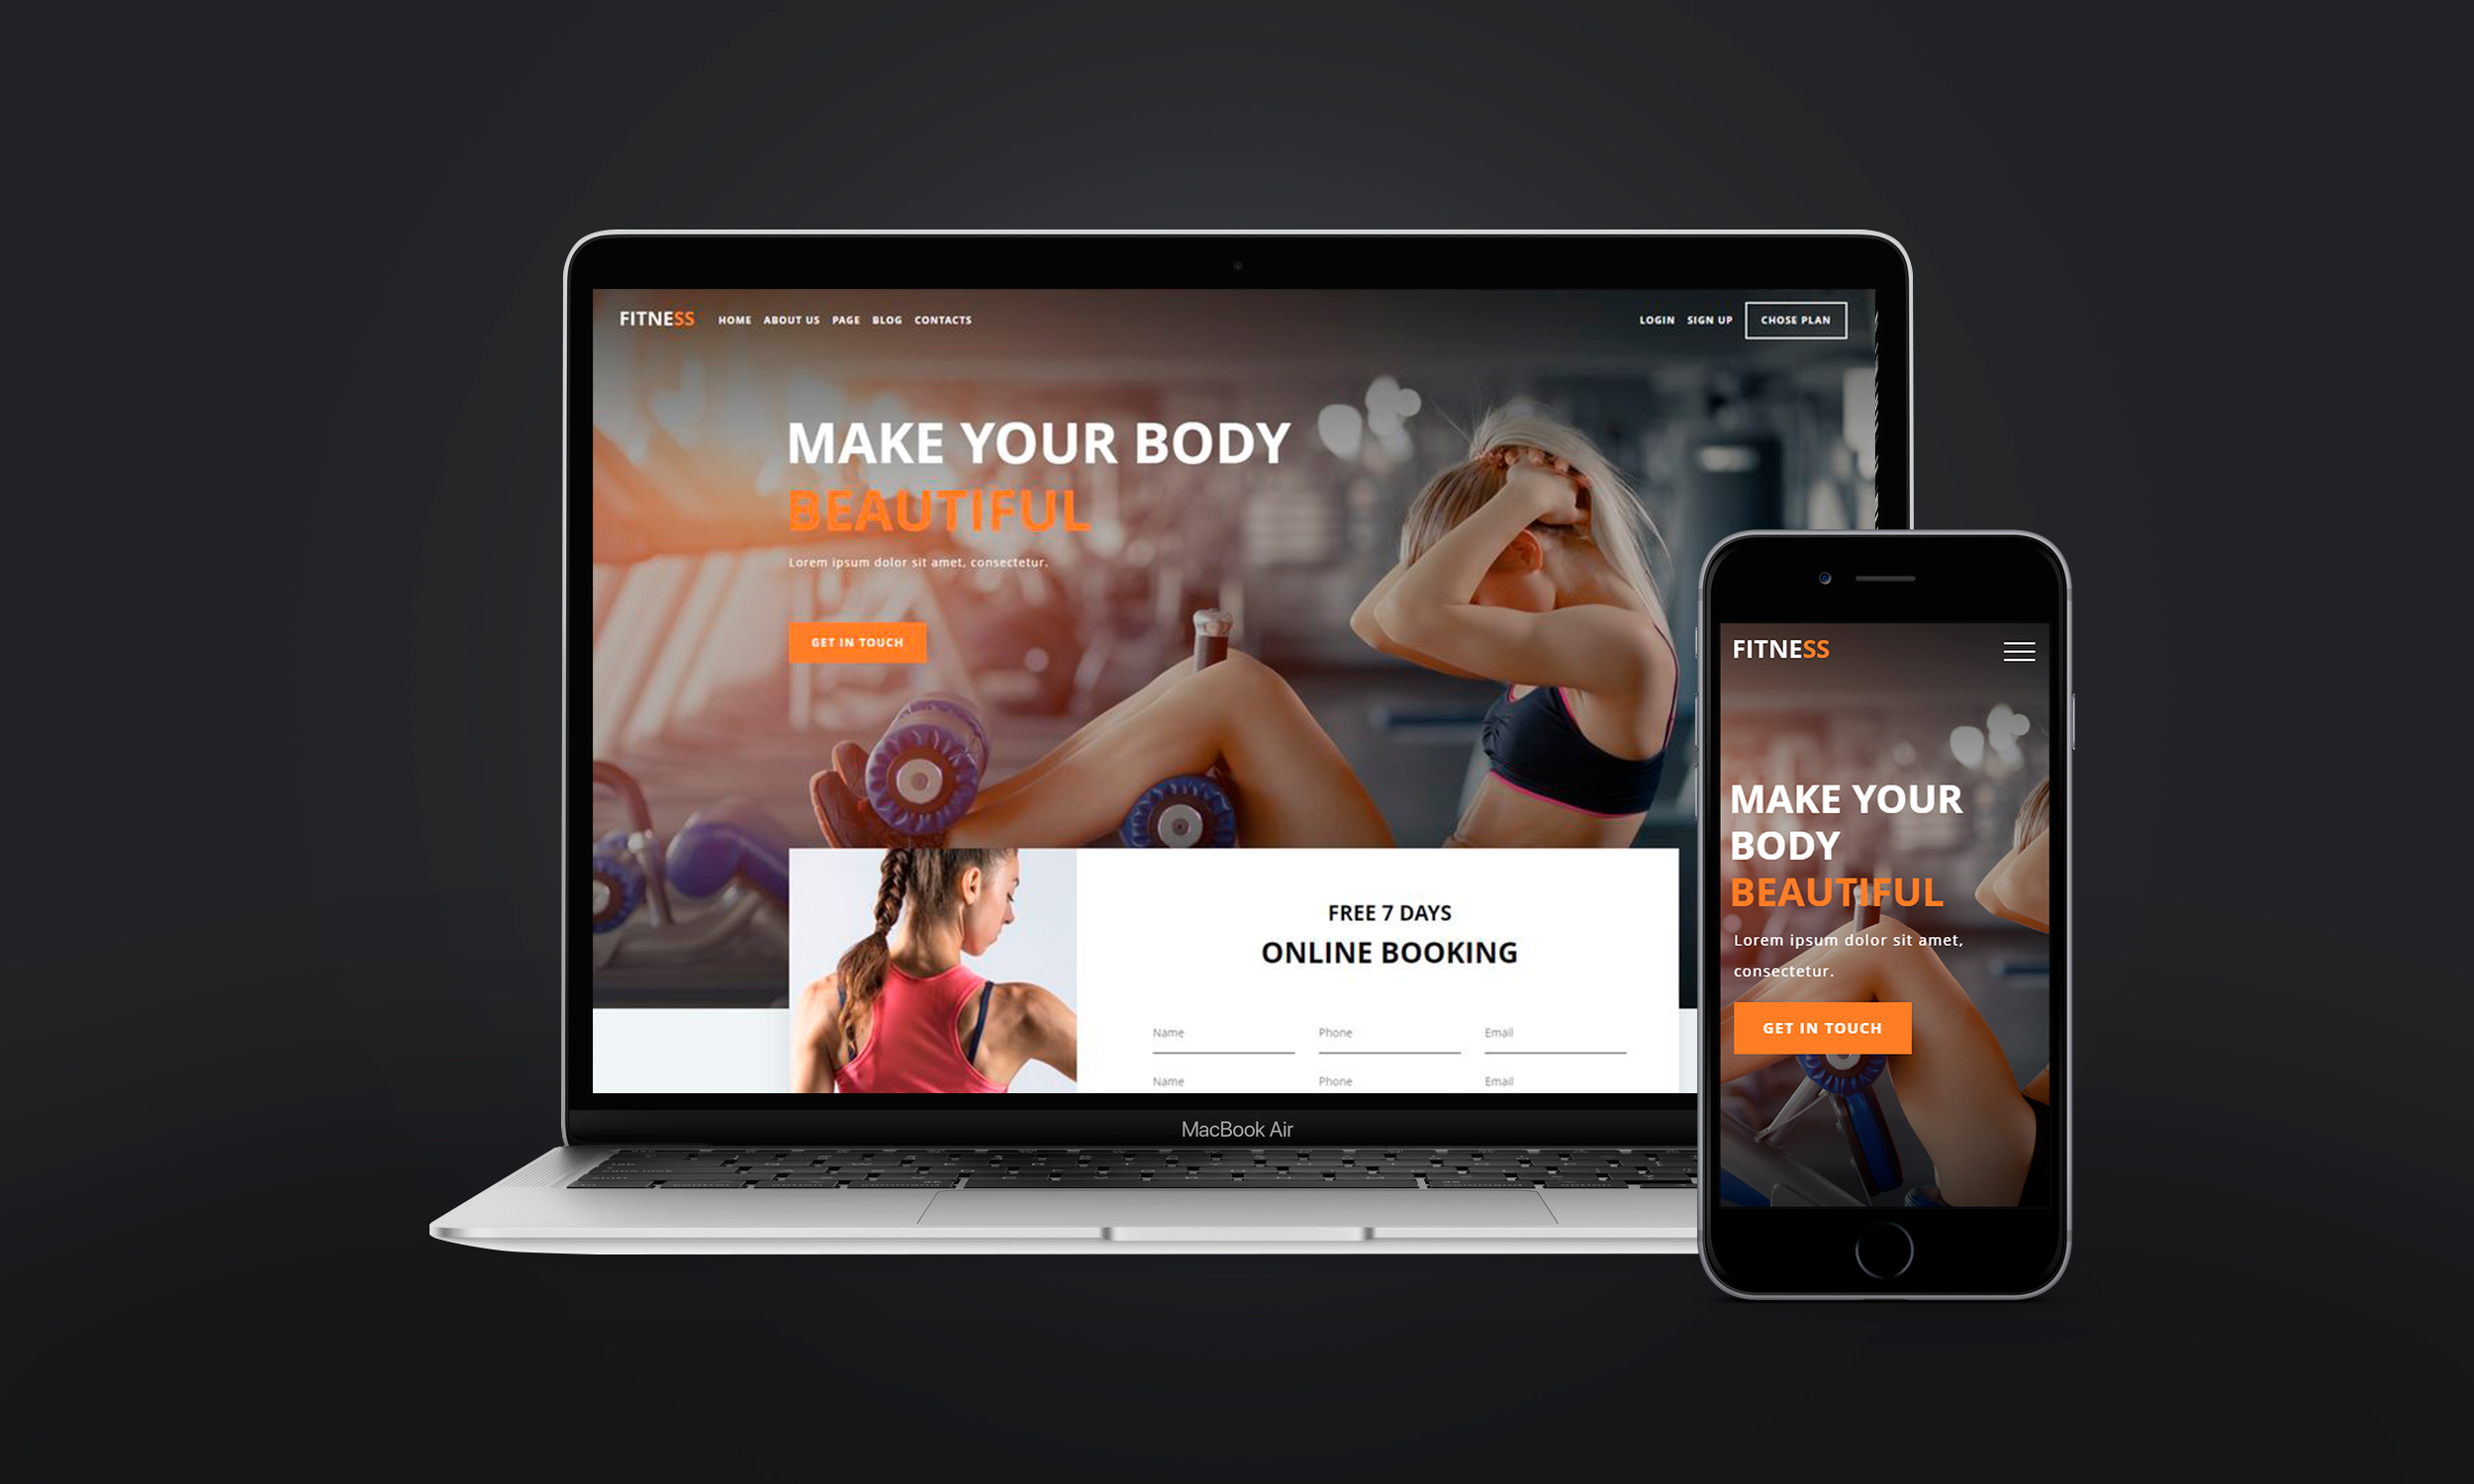 FITNESS HOME ABOUT US PAGE BLOG CONTACTS LOGIN SIGN UP CHOSE PLAN
MAKE YOUR BODY
BEAUTIFUL
Lorem ipsum dolor sit amet, consectetur.
GET IN TOUCH
FREE 7 DAYS
ONLINE BOOKING
Name Phone Email
Name Phone Email
MacBook Air
FITNESS
MAKE YOUR
BODY
BEAUTIFUL
Lorem ipsum dolor sit amet,
consectetur.
GET IN TOUCH